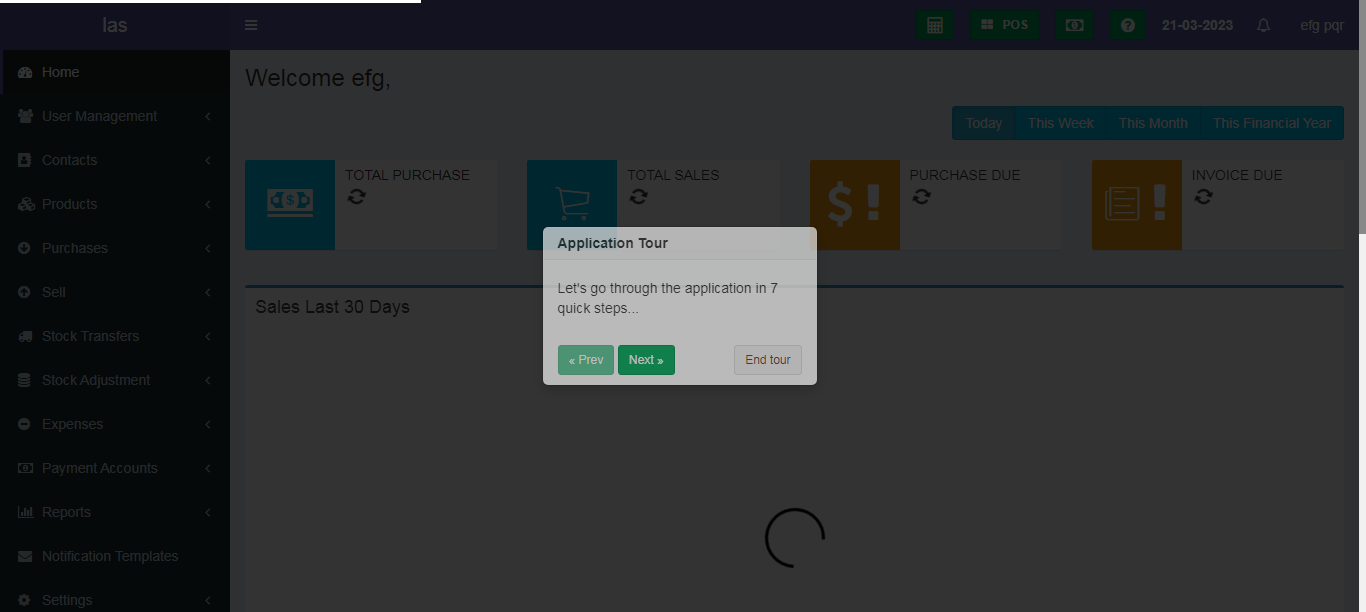 las
POS
21-03-2023
efg pqr
Home
User Management
Contacts
Products
Purchases
Sell
Stock Transfers
Stock Adjustment
Expenses
Payment Accounts
Reports
Notification Templates
Settings
Welcome efg,
Today
This Week
This Month
This Financial Year
TOTAL PURCHASE
TOTAL SALES
PURCHASE DUE
INVOICE DUE
Sales Last 30 Days
Application Tour
Let's go through the application in 7
quick steps...
« Prev
Next »
End tour